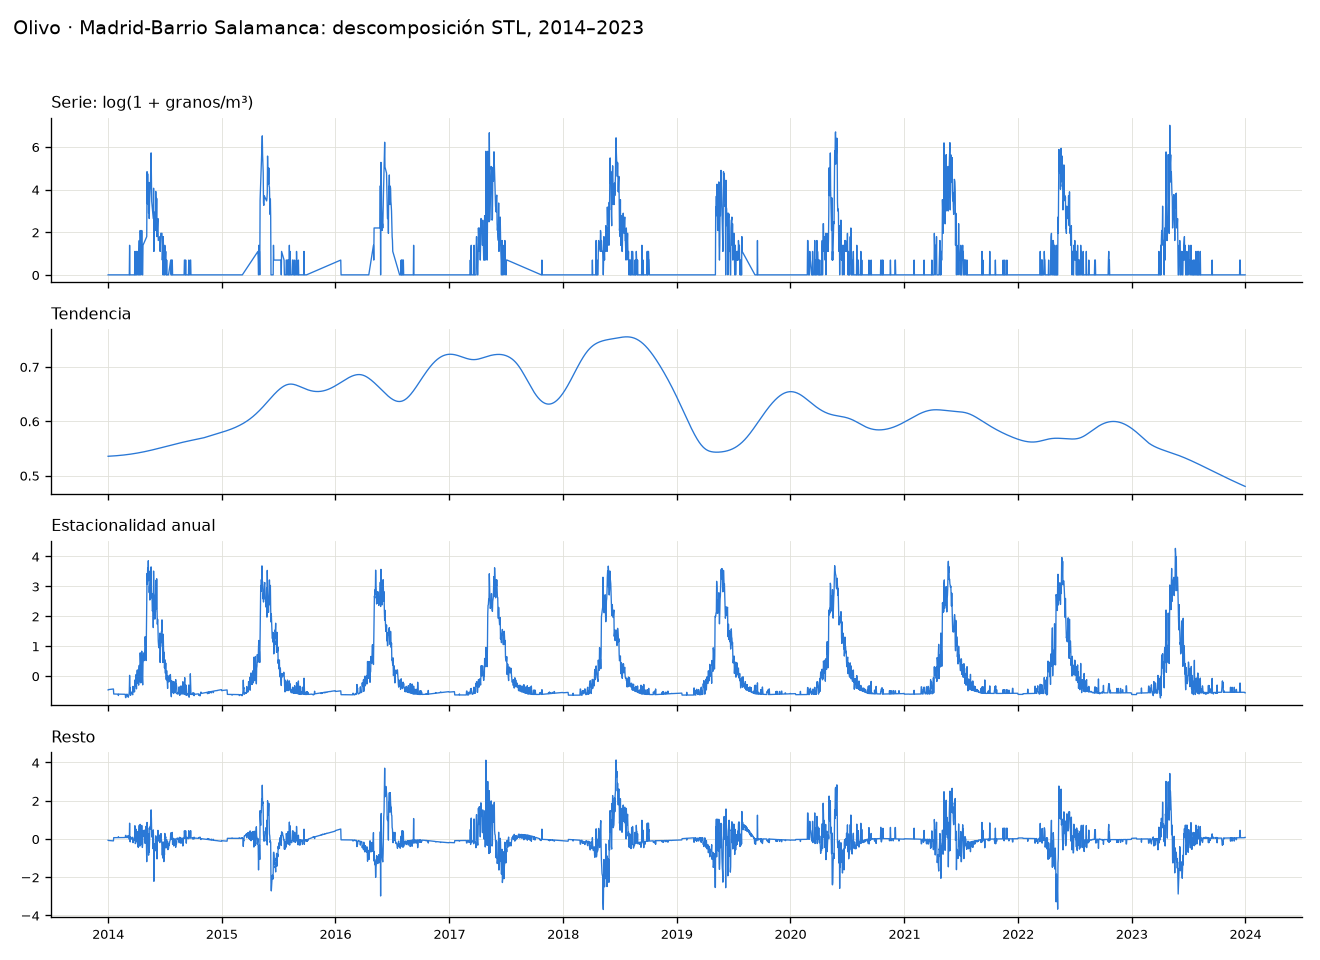 Olivo · Madrid-Barrio Salamanca: descomposición STL, 2014–2023
Serie: log(1 + granos/m³)
6
4
2
0
Tendencia
0.7
0.6
0.5
Estacionalidad anual
4
3
2
1
0
Resto
4
2
0
−2
−4
2014 2015 2016 2017 2018 2019 2020 2021 2022 2023 2024